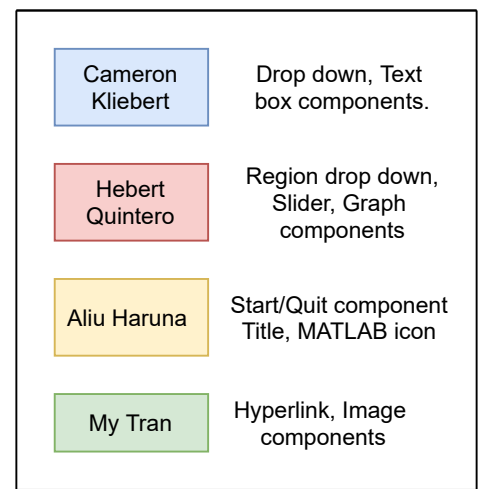 Cameron
Kliebert
Drop down, Text
box components.
Hebert
Quintero
Region drop down,
Slider, Graph
components
Aliu Haruna
Start/Quit component
Title, MATLAB icon
My Tran
Hyperlink, Image
components